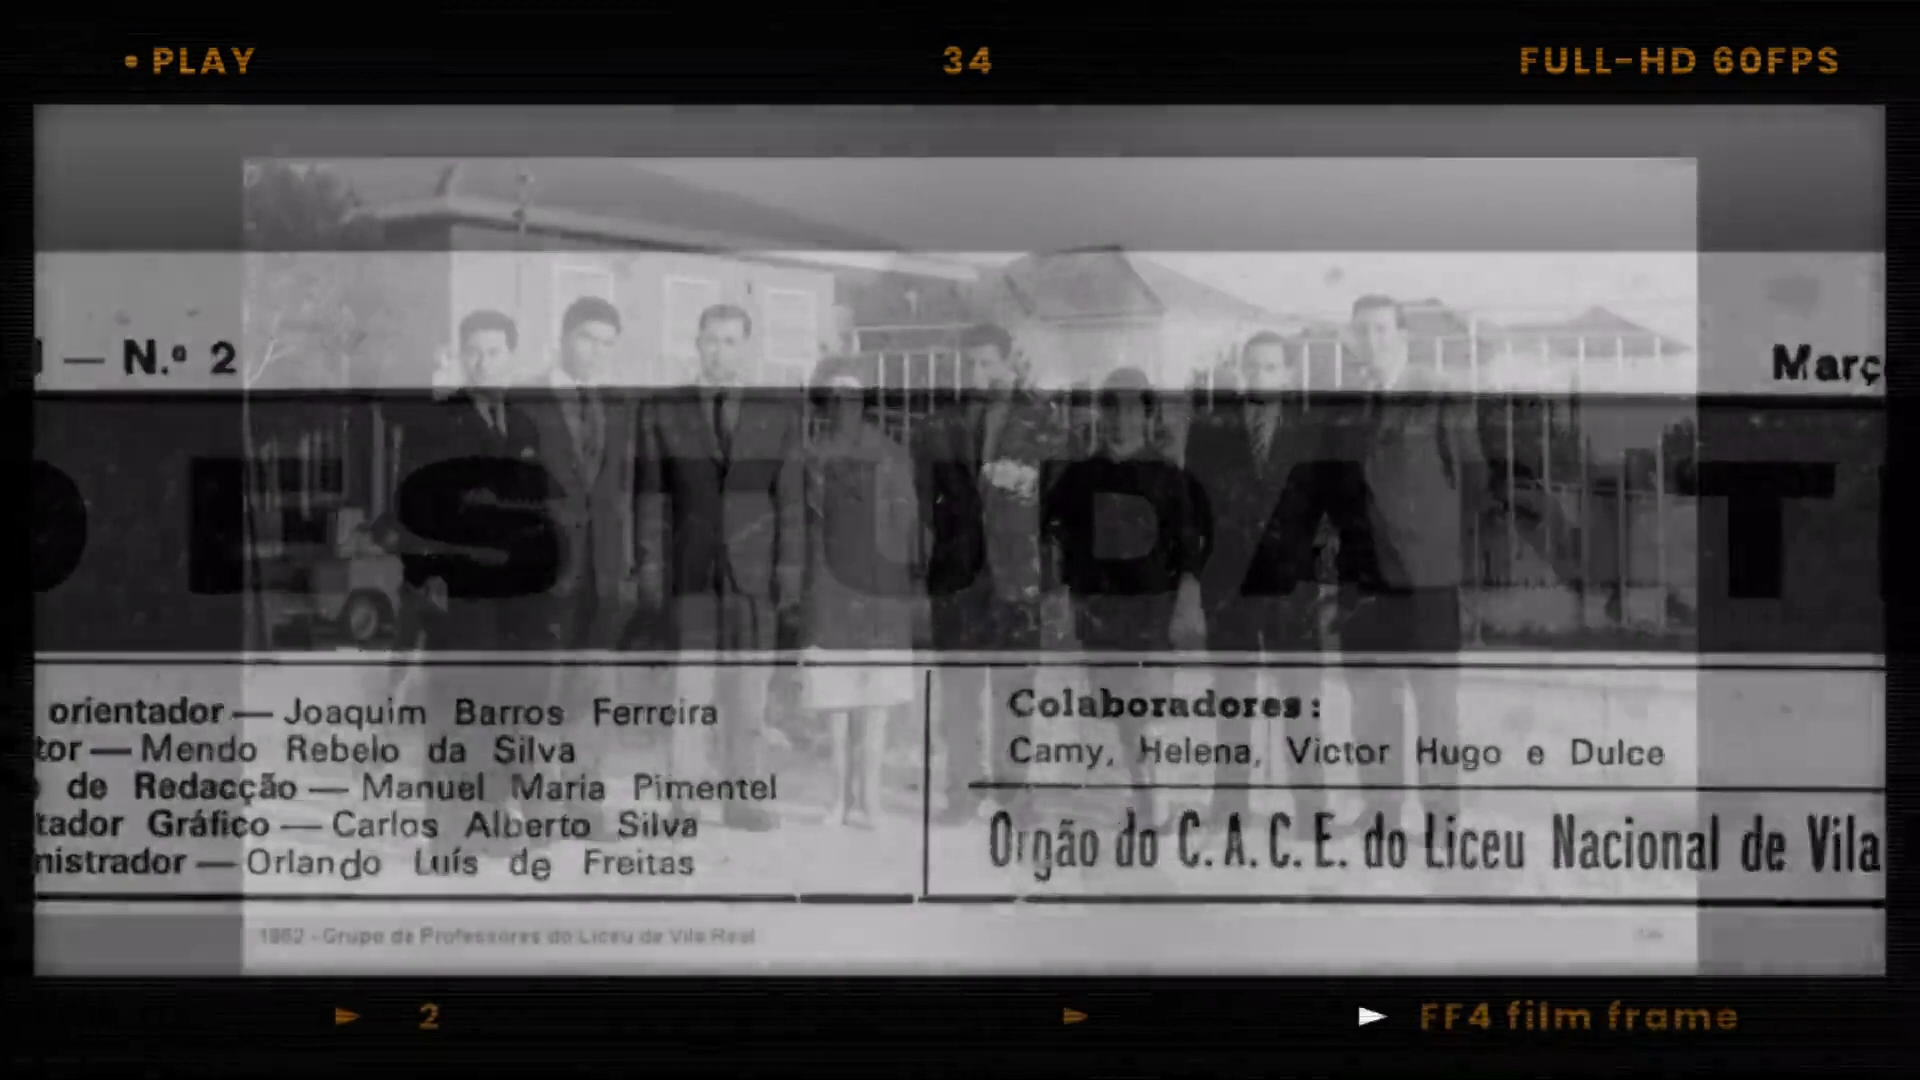 • PLAY
34
FULL-HD 60FPS
— N.º 2
Març
O ESTUDANT
orientador — Joaquim Barros Ferreira
tor — Mendo Rebelo da Silva
de Redacção — Manuel Maria Pimentel
tador Gráfico — Carlos Alberto Silva
nistrador — Orlando Luís de Freitas
Colaboradores:
Camy, Helena, Victor Hugo e Dulce
Orgão do C. A. C. E. do Liceu Nacional de Vila
1962 - Grupo de Professores do Liceu de Vila Real
2
FF4 film frame